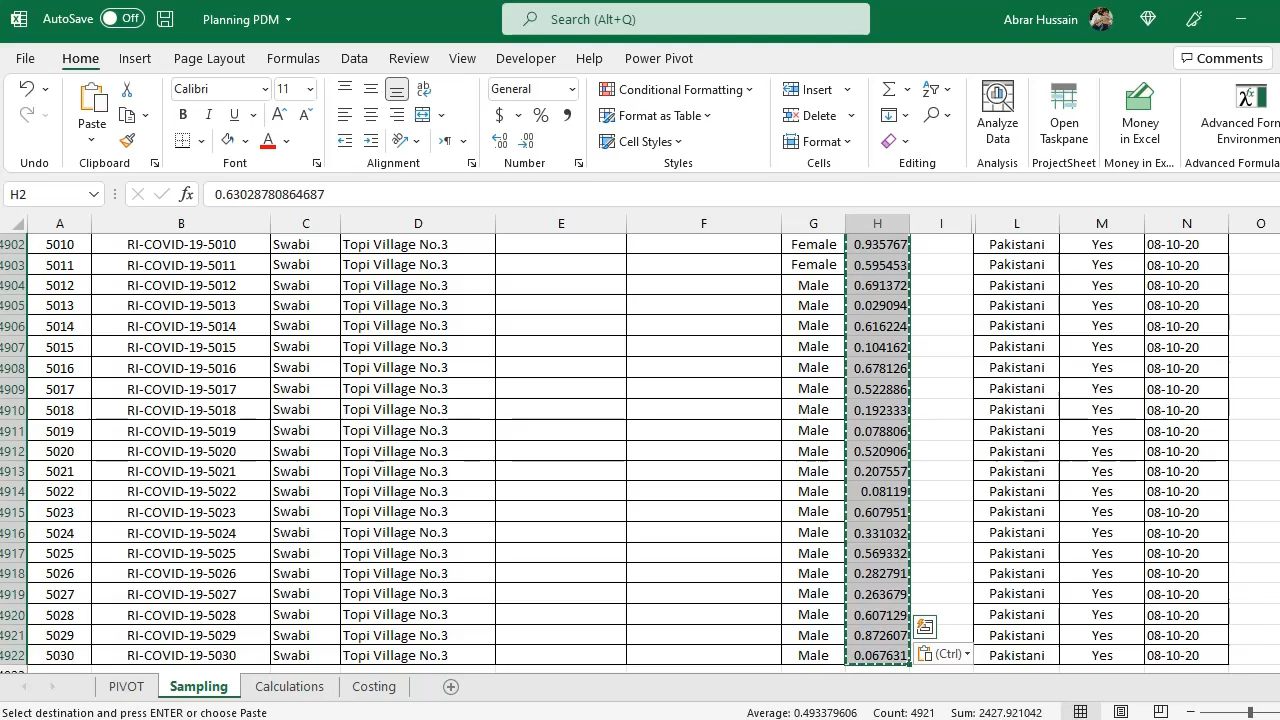 AutoSave Off Planning PDM Search (Alt+Q) Abrar Hussain
File Home Insert Page Layout Formulas Data Review View Developer Help Power Pivot Comments
Calibri 11 General Conditional Formatting Insert
Paste Format as Table Delete Analyze Data Open Taskpane Money in Excel Advanced Form Environmen
Cell Styles Format
Undo Clipboard Font Alignment Number Styles Cells Editing Analysis ProjectSheet Money in Ex... Advanced Formula
H2 fx 0.63028780864687
A B C D E F G H I L M N O
4902 5010 RI-COVID-19-5010 Swabi Topi Village No.3 Female 0.935767 Pakistani Yes 08-10-20
4903 5011 RI-COVID-19-5011 Swabi Topi Village No.3 Female 0.595453 Pakistani Yes 08-10-20
4904 5012 RI-COVID-19-5012 Swabi Topi Village No.3 Male 0.691372 Pakistani Yes 08-10-20
4905 5013 RI-COVID-19-5013 Swabi Topi Village No.3 Male 0.029094 Pakistani Yes 08-10-20
4906 5014 RI-COVID-19-5014 Swabi Topi Village No.3 Male 0.616224 Pakistani Yes 08-10-20
4907 5015 RI-COVID-19-5015 Swabi Topi Village No.3 Male 0.104162 Pakistani Yes 08-10-20
4908 5016 RI-COVID-19-5016 Swabi Topi Village No.3 Male 0.678126 Pakistani Yes 08-10-20
4909 5017 RI-COVID-19-5017 Swabi Topi Village No.3 Male 0.522886 Pakistani Yes 08-10-20
4910 5018 RI-COVID-19-5018 Swabi Topi Village No.3 Male 0.192333 Pakistani Yes 08-10-20
4911 5019 RI-COVID-19-5019 Swabi Topi Village No.3 Male 0.078806 Pakistani Yes 08-10-20
4912 5020 RI-COVID-19-5020 Swabi Topi Village No.3 Male 0.520906 Pakistani Yes 08-10-20
4913 5021 RI-COVID-19-5021 Swabi Topi Village No.3 Male 0.207557 Pakistani Yes 08-10-20
4914 5022 RI-COVID-19-5022 Swabi Topi Village No.3 Male 0.08119 Pakistani Yes 08-10-20
4915 5023 RI-COVID-19-5023 Swabi Topi Village No.3 Male 0.607951 Pakistani Yes 08-10-20
4916 5024 RI-COVID-19-5024 Swabi Topi Village No.3 Male 0.331032 Pakistani Yes 08-10-20
4917 5025 RI-COVID-19-5025 Swabi Topi Village No.3 Male 0.569332 Pakistani Yes 08-10-20
4918 5026 RI-COVID-19-5026 Swabi Topi Village No.3 Male 0.282791 Pakistani Yes 08-10-20
4919 5027 RI-COVID-19-5027 Swabi Topi Village No.3 Male 0.263679 Pakistani Yes 08-10-20
4920 5028 RI-COVID-19-5028 Swabi Topi Village No.3 Male 0.607129 Pakistani Yes 08-10-20
4921 5029 RI-COVID-19-5029 Swabi Topi Village No.3 Male 0.872607 Pakistani Yes 08-10-20
4922 5030 RI-COVID-19-5030 Swabi Topi Village No.3 Male 0.067631 (Ctrl) Pakistani Yes 08-10-20
PIVOT Sampling Calculations Costing
Select destination and press ENTER or choose Paste Average: 0.493379606 Count: 4921 Sum: 2427.921042